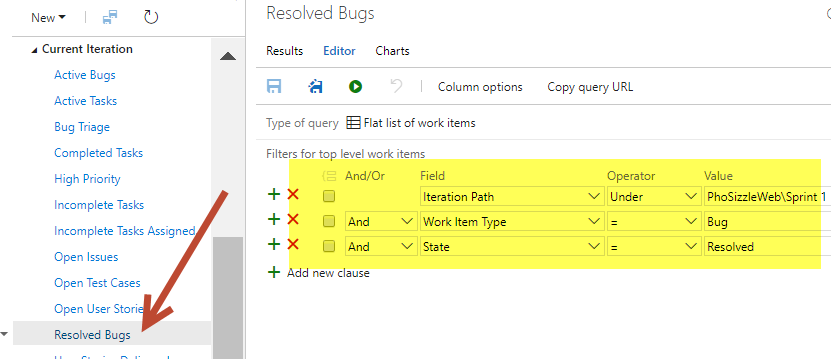 New
Current Iteration
Active Bugs
Active Tasks
Bug Triage
Completed Tasks
High Priority
Incomplete Tasks
Incomplete Tasks Assigned
Open Issues
Open Test Cases
Open User Stories
Resolved Bugs
Resolved Bugs
Results Editor Charts
Column options Copy query URL
Type of query Flat list of work items
Filters for top level work items
And/Or Field Operator Value
Iteration Path Under PhoSizzleWeb\Sprint 1
And Work Item Type = Bug
And State = Resolved
Add new clause